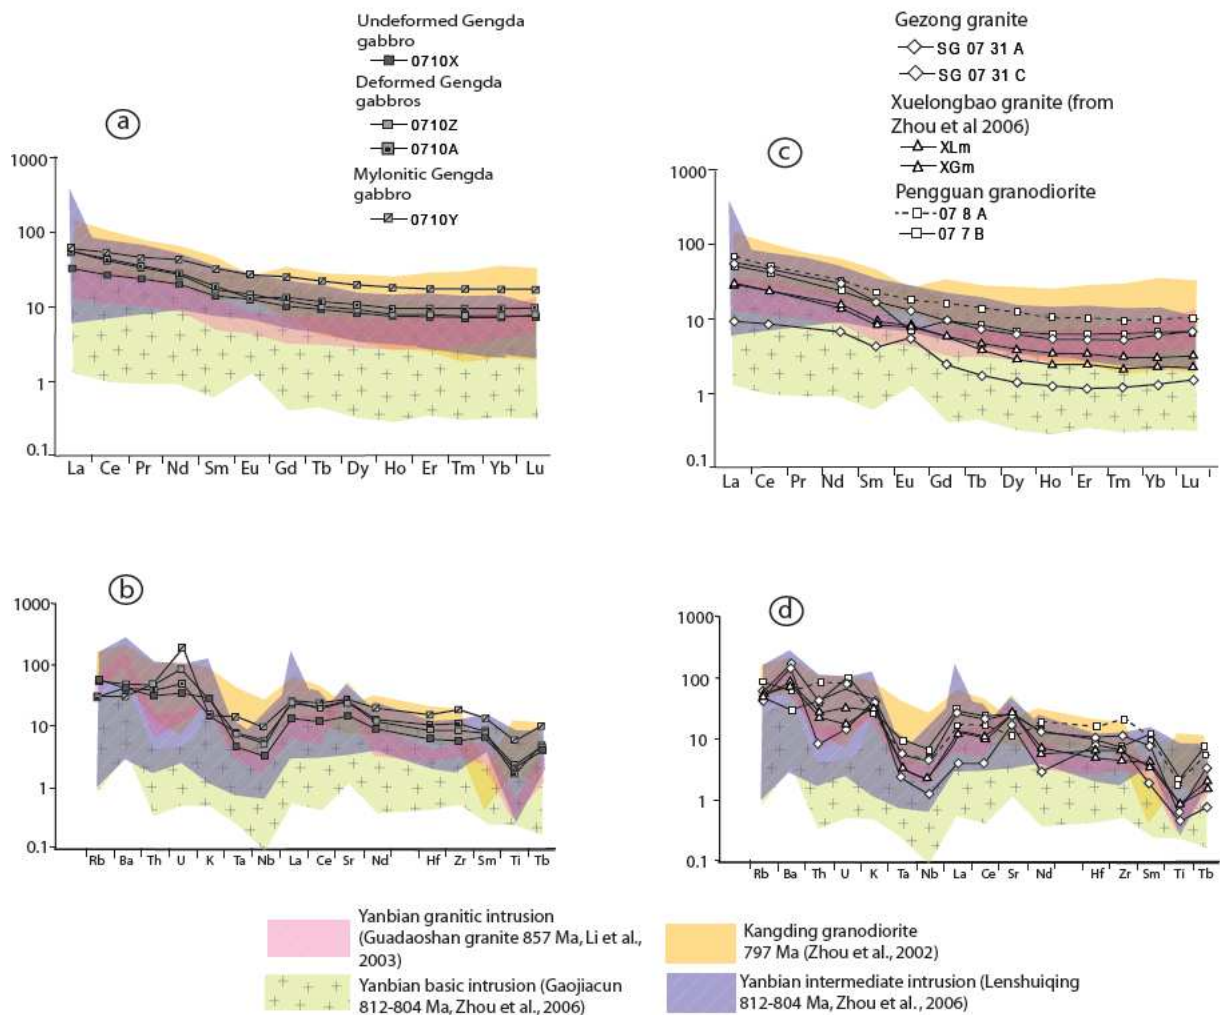 Undeformed Gengda
gabbro
0710X
Deformed Gengda
gabbros
0710Z
0710A
Mylonitic Gengda
gabbro
0710Y
a
1000
100
10
1
0.1
La Ce Pr Nd Sm Eu Gd Tb Dy Ho Er Tm Yb Lu
Gezong granite
SG 07 31 A
SG 07 31 C
Xuelongbao granite (from
Zhou et al 2006)
XLm
XGm
Pengguan granodiorite
07 8 A
07 7 B
c
1000
100
10
1
0.1
La Ce Pr Nd Sm Eu Gd Tb Dy Ho Er Tm Yb Lu
b
1000
100
10
1
0.1
Rb Ba Th U K Ta Nb La Ce Sr Nd Hf Zr Sm Ti Tb
d
1000
100
10
1
0.1
Rb Ba Th U K Ta Nb La Ce Sr Nd Hf Zr Sm Ti Tb
Yanbian granitic intrusion
(Guadaoshan granite 857 Ma, Li et al.,
2003)
Yanbian basic intrusion (Gaojiacun
812-804 Ma, Zhou et al., 2006)
Kangding granodiorite
797 Ma (Zhou et al., 2002)
Yanbian intermediate intrusion (Lenshuiqing
812-804 Ma, Zhou et al., 2006)